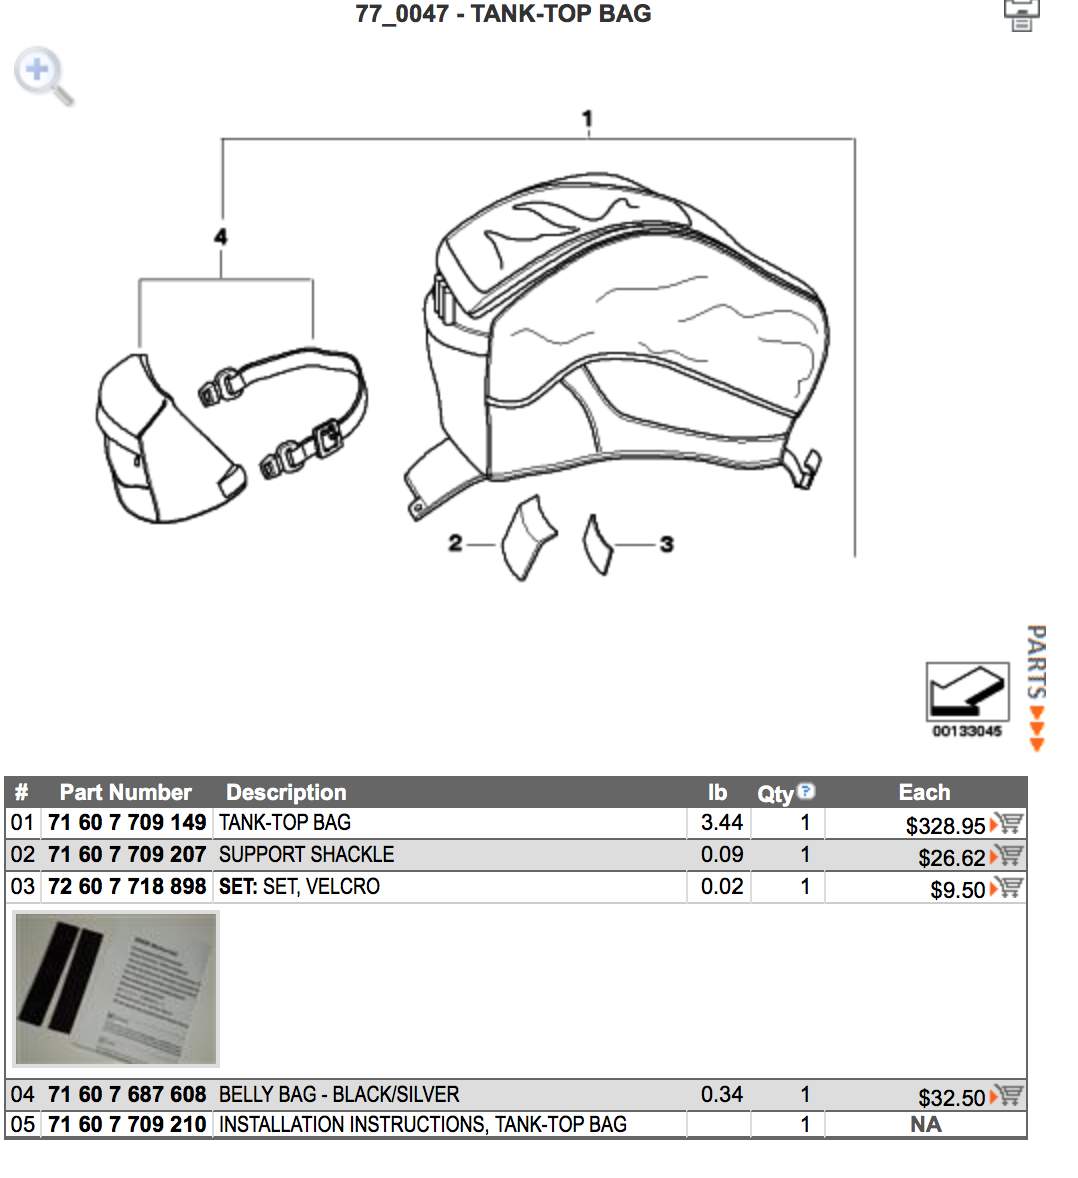 77_0047 - TANK-TOP BAG
1
4
2
3
PARTS
00133045
# Part Number Description lb Qty ? Each
01 71 60 7 709 149 TANK-TOP BAG 3.44 1 $328.95
02 71 60 7 709 207 SUPPORT SHACKLE 0.09 1 $26.62
03 72 60 7 718 898 SET: SET, VELCRO 0.02 1 $9.50
04 71 60 7 687 608 BELLY BAG - BLACK/SILVER 0.34 1 $32.50
05 71 60 7 709 210 INSTALLATION INSTRUCTIONS, TANK-TOP BAG 1 NA